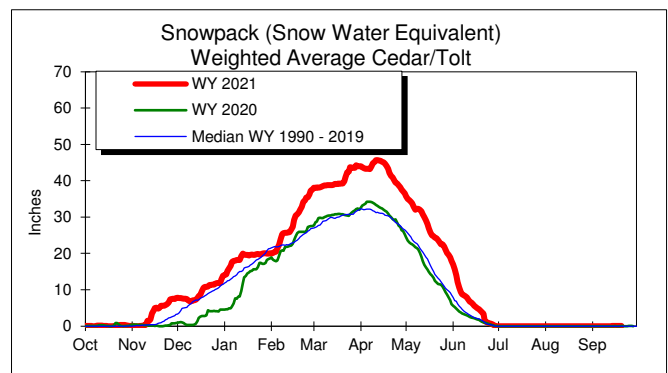 Snowpack (Snow Water Equivalent)
Weighted Average Cedar/Tolt
70
60
50
40
30
20
10
0
Inches
WY 2021
WY 2020
Median WY 1990 - 2019
Oct Nov Dec Jan Feb Mar Apr May Jun Jul Aug Sep